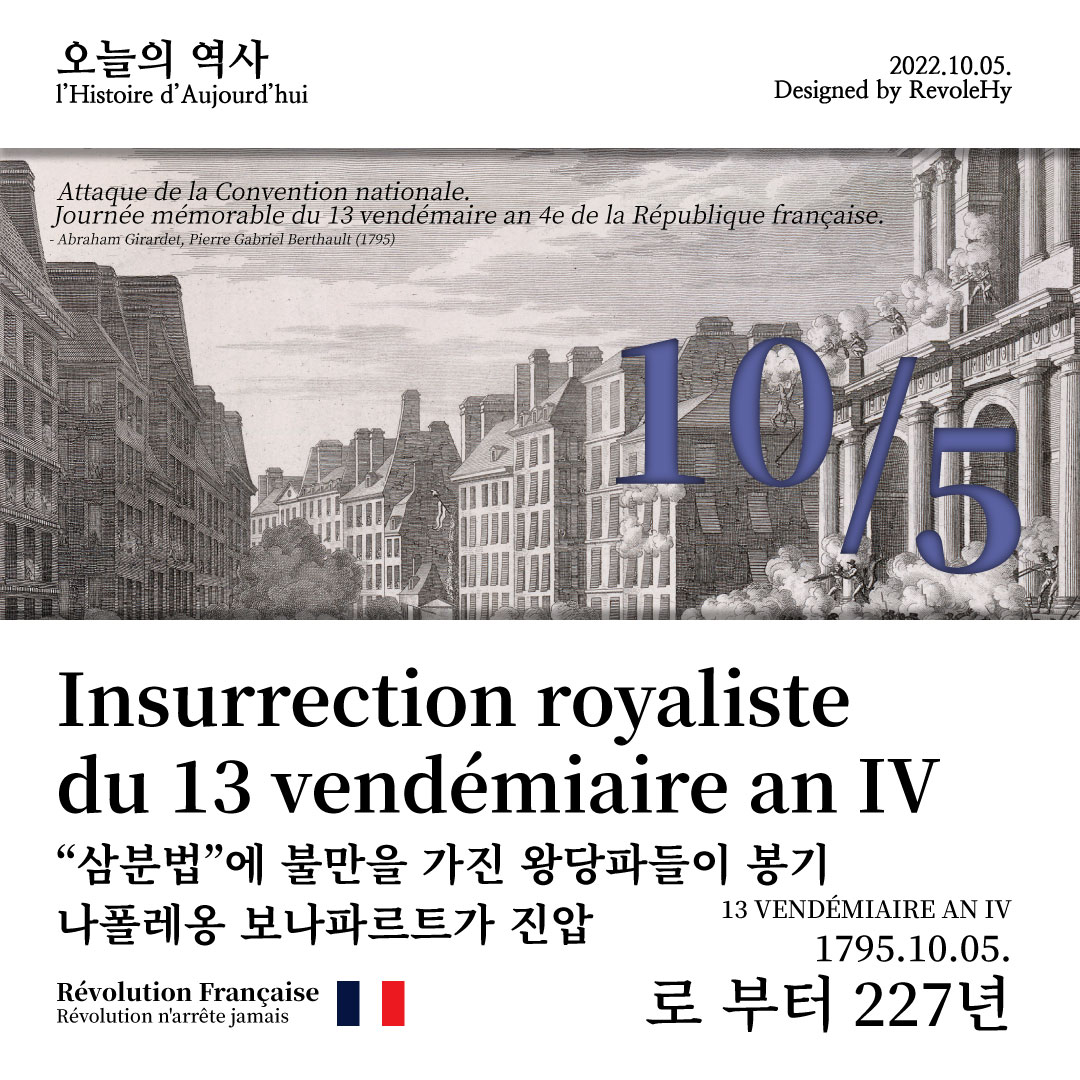 오늘의 역사
l’Histoire d’Aujourd’hui
2022.10.05.
Designed by RevoleHy
Attaque de la Convention nationale.
Journée mémorable du 13 vendémaire an 4e de la République française.
- Abraham Girardet, Pierre Gabriel Berthault (1795)
10/5
Insurrection royaliste
du 13 vendémiaire an IV
“삼분법”에 불만을 가진 왕당파들이 봉기
나폴레옹 보나파르트가 진압
13 VENDÉMIAIRE AN IV
1795.10.05.
로 부터 227년
Révolution Française
Révolution n'arrête jamais